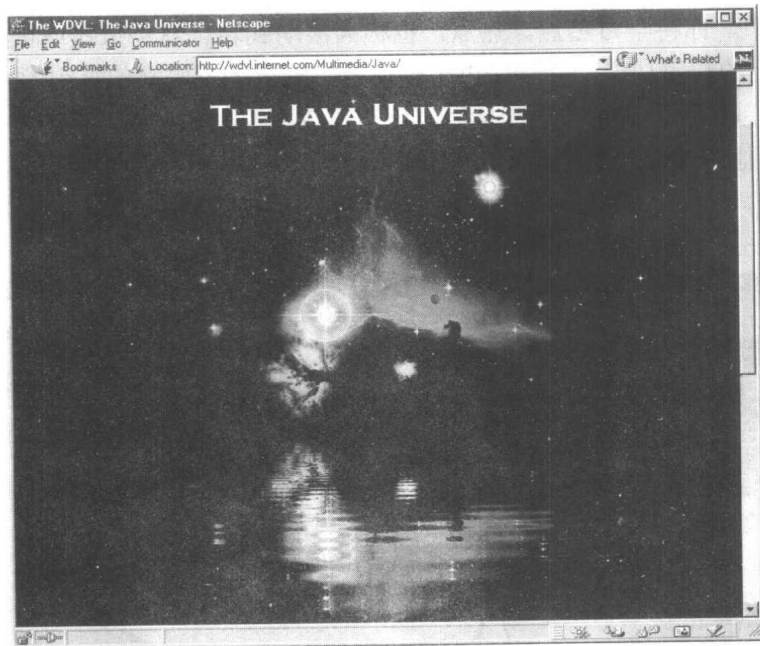 The WDVL: The Java Universe - Netscape
File Edit View Go Communicator Help
Bookmarks Location: http://wdvl.internet.com/Multimedia/Java/ What's Related
THE JAVA UNIVERSE